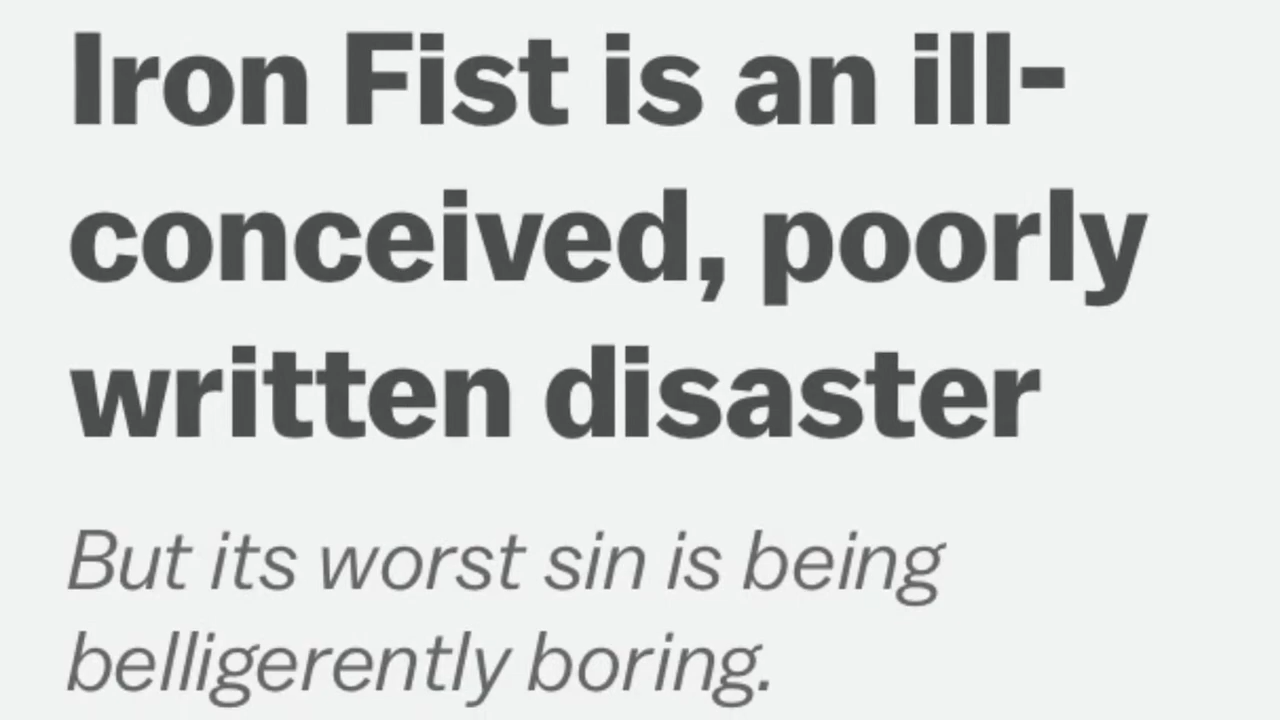 Iron Fist is an ill-
conceived, poorly
written disaster
But its worst sin is being
belligerently boring.